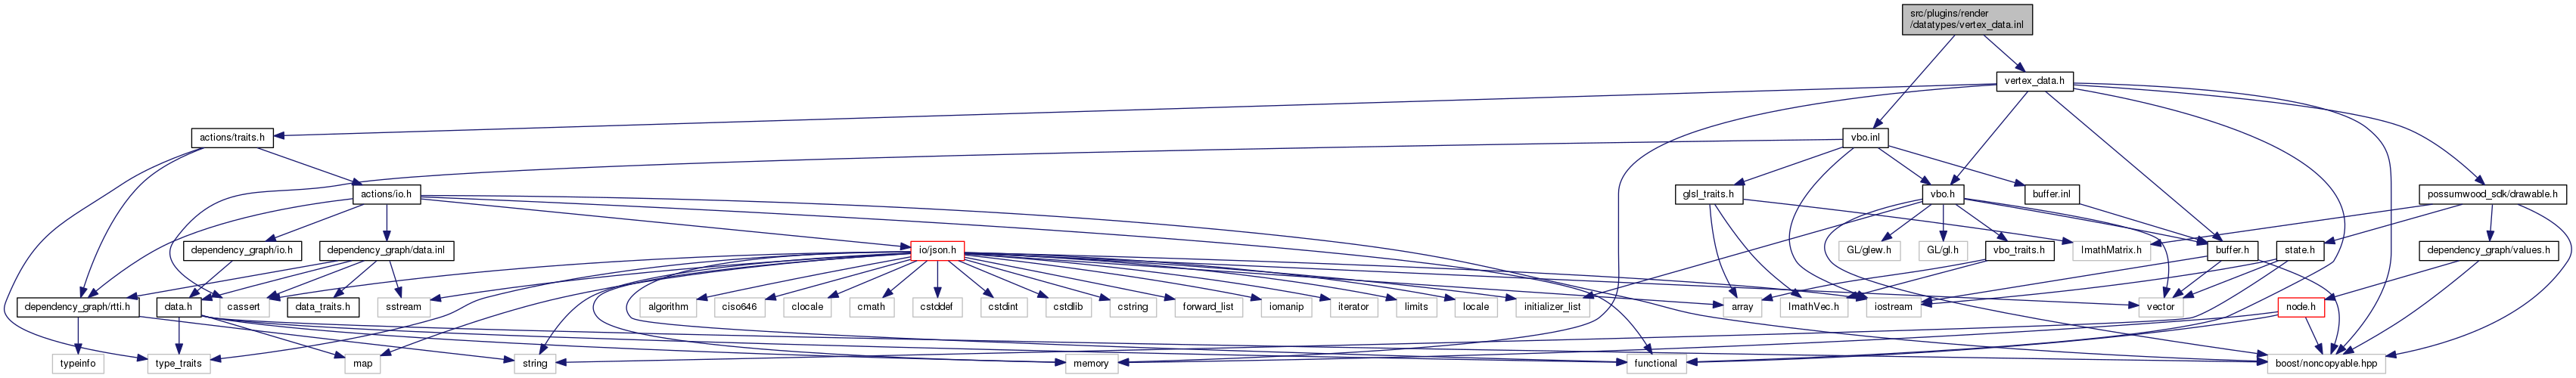 src/plugins/render
/datatypes/vertex_data.inl
vertex_data.h
actions/traits.h
vbo.inl
actions/io.h
glsl_traits.h
vbo.h
buffer.inl
possumwood_sdk/drawable.h
dependency_graph/io.h
dependency_graph/data.inl
io/json.h
GL/glew.h
GL/gl.h
vbo_traits.h
ImathMatrix.h
buffer.h
state.h
dependency_graph/values.h
dependency_graph/rtti.h
data.h
cassert
data_traits.h
sstream
algorithm
ciso646
clocale
cmath
cstddef
cstdint
cstdlib
cstring
forward_list
iomanip
iterator
limits
locale
initializer_list
array
ImathVec.h
iostream
vector
node.h
typeinfo
type_traits
map
string
memory
functional
boost/noncopyable.hpp